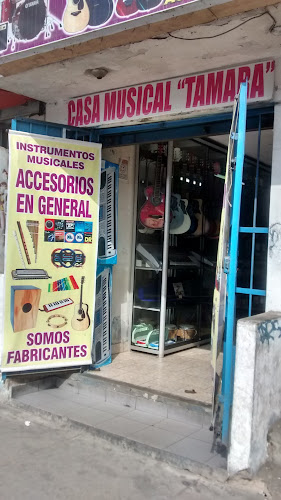 CASA MUSICAL "TAMARA"
INSTRUMENTOS
MUSICALES
ACCESORIOS
EN GENERAL
SOMOS
FABRICANTES